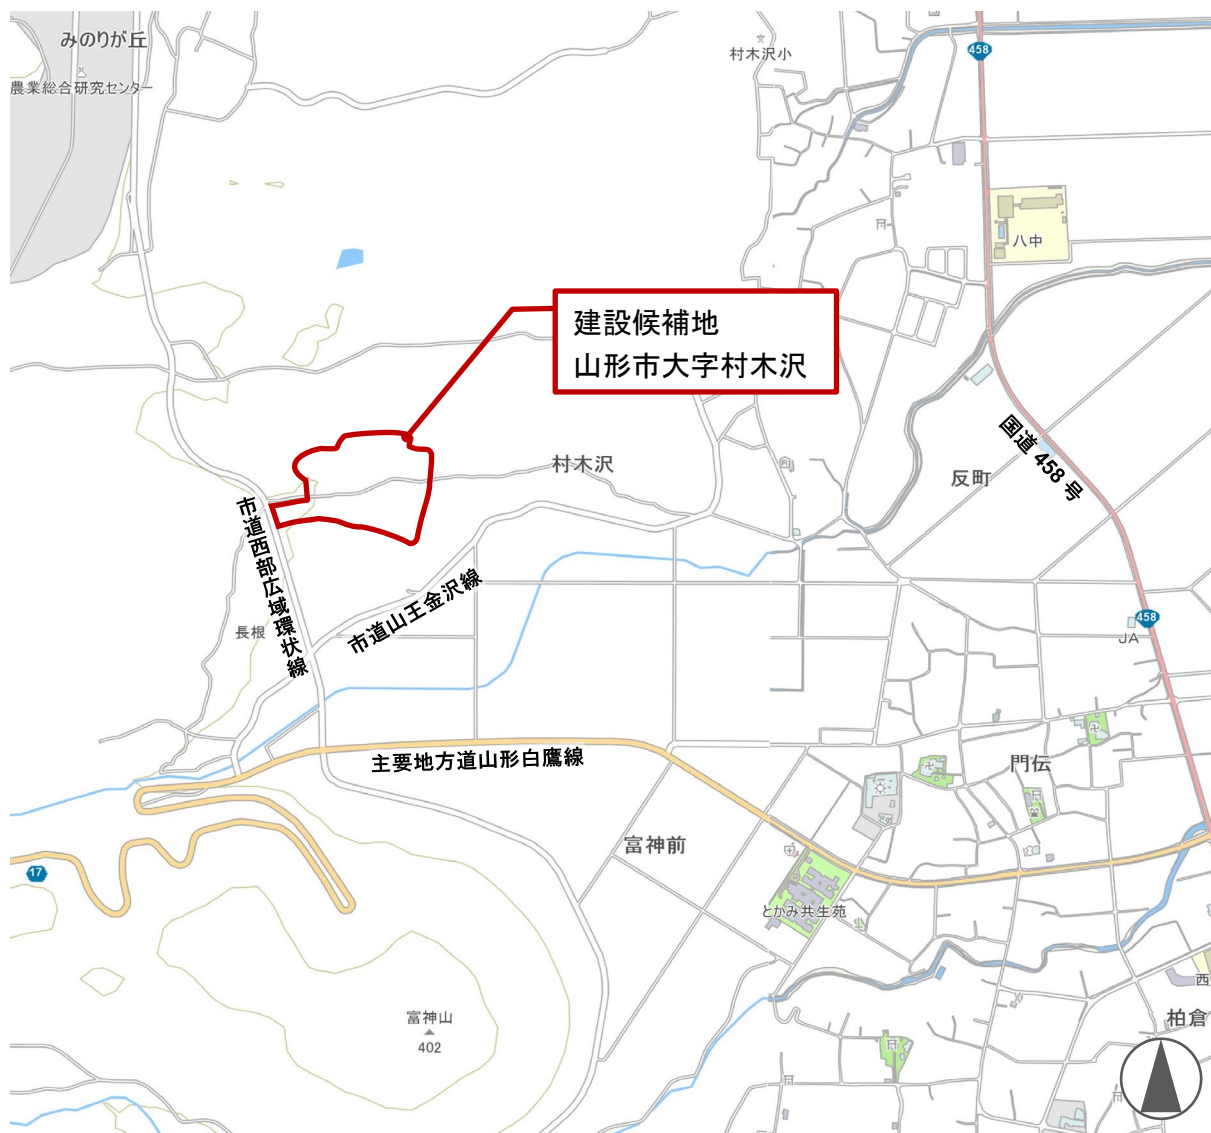 みのりが丘
農業総合研究センター
村木沢小
458
八中
建設候補地
山形市大字村木沢
国道 458 号
村木沢
反町
市道西部広域環状線
市道山王金沢線
長根
458
JA
主要地方道山形白鷹線
門伝
富神前
17
とかみ共生苑
西
富神山
402
柏倉